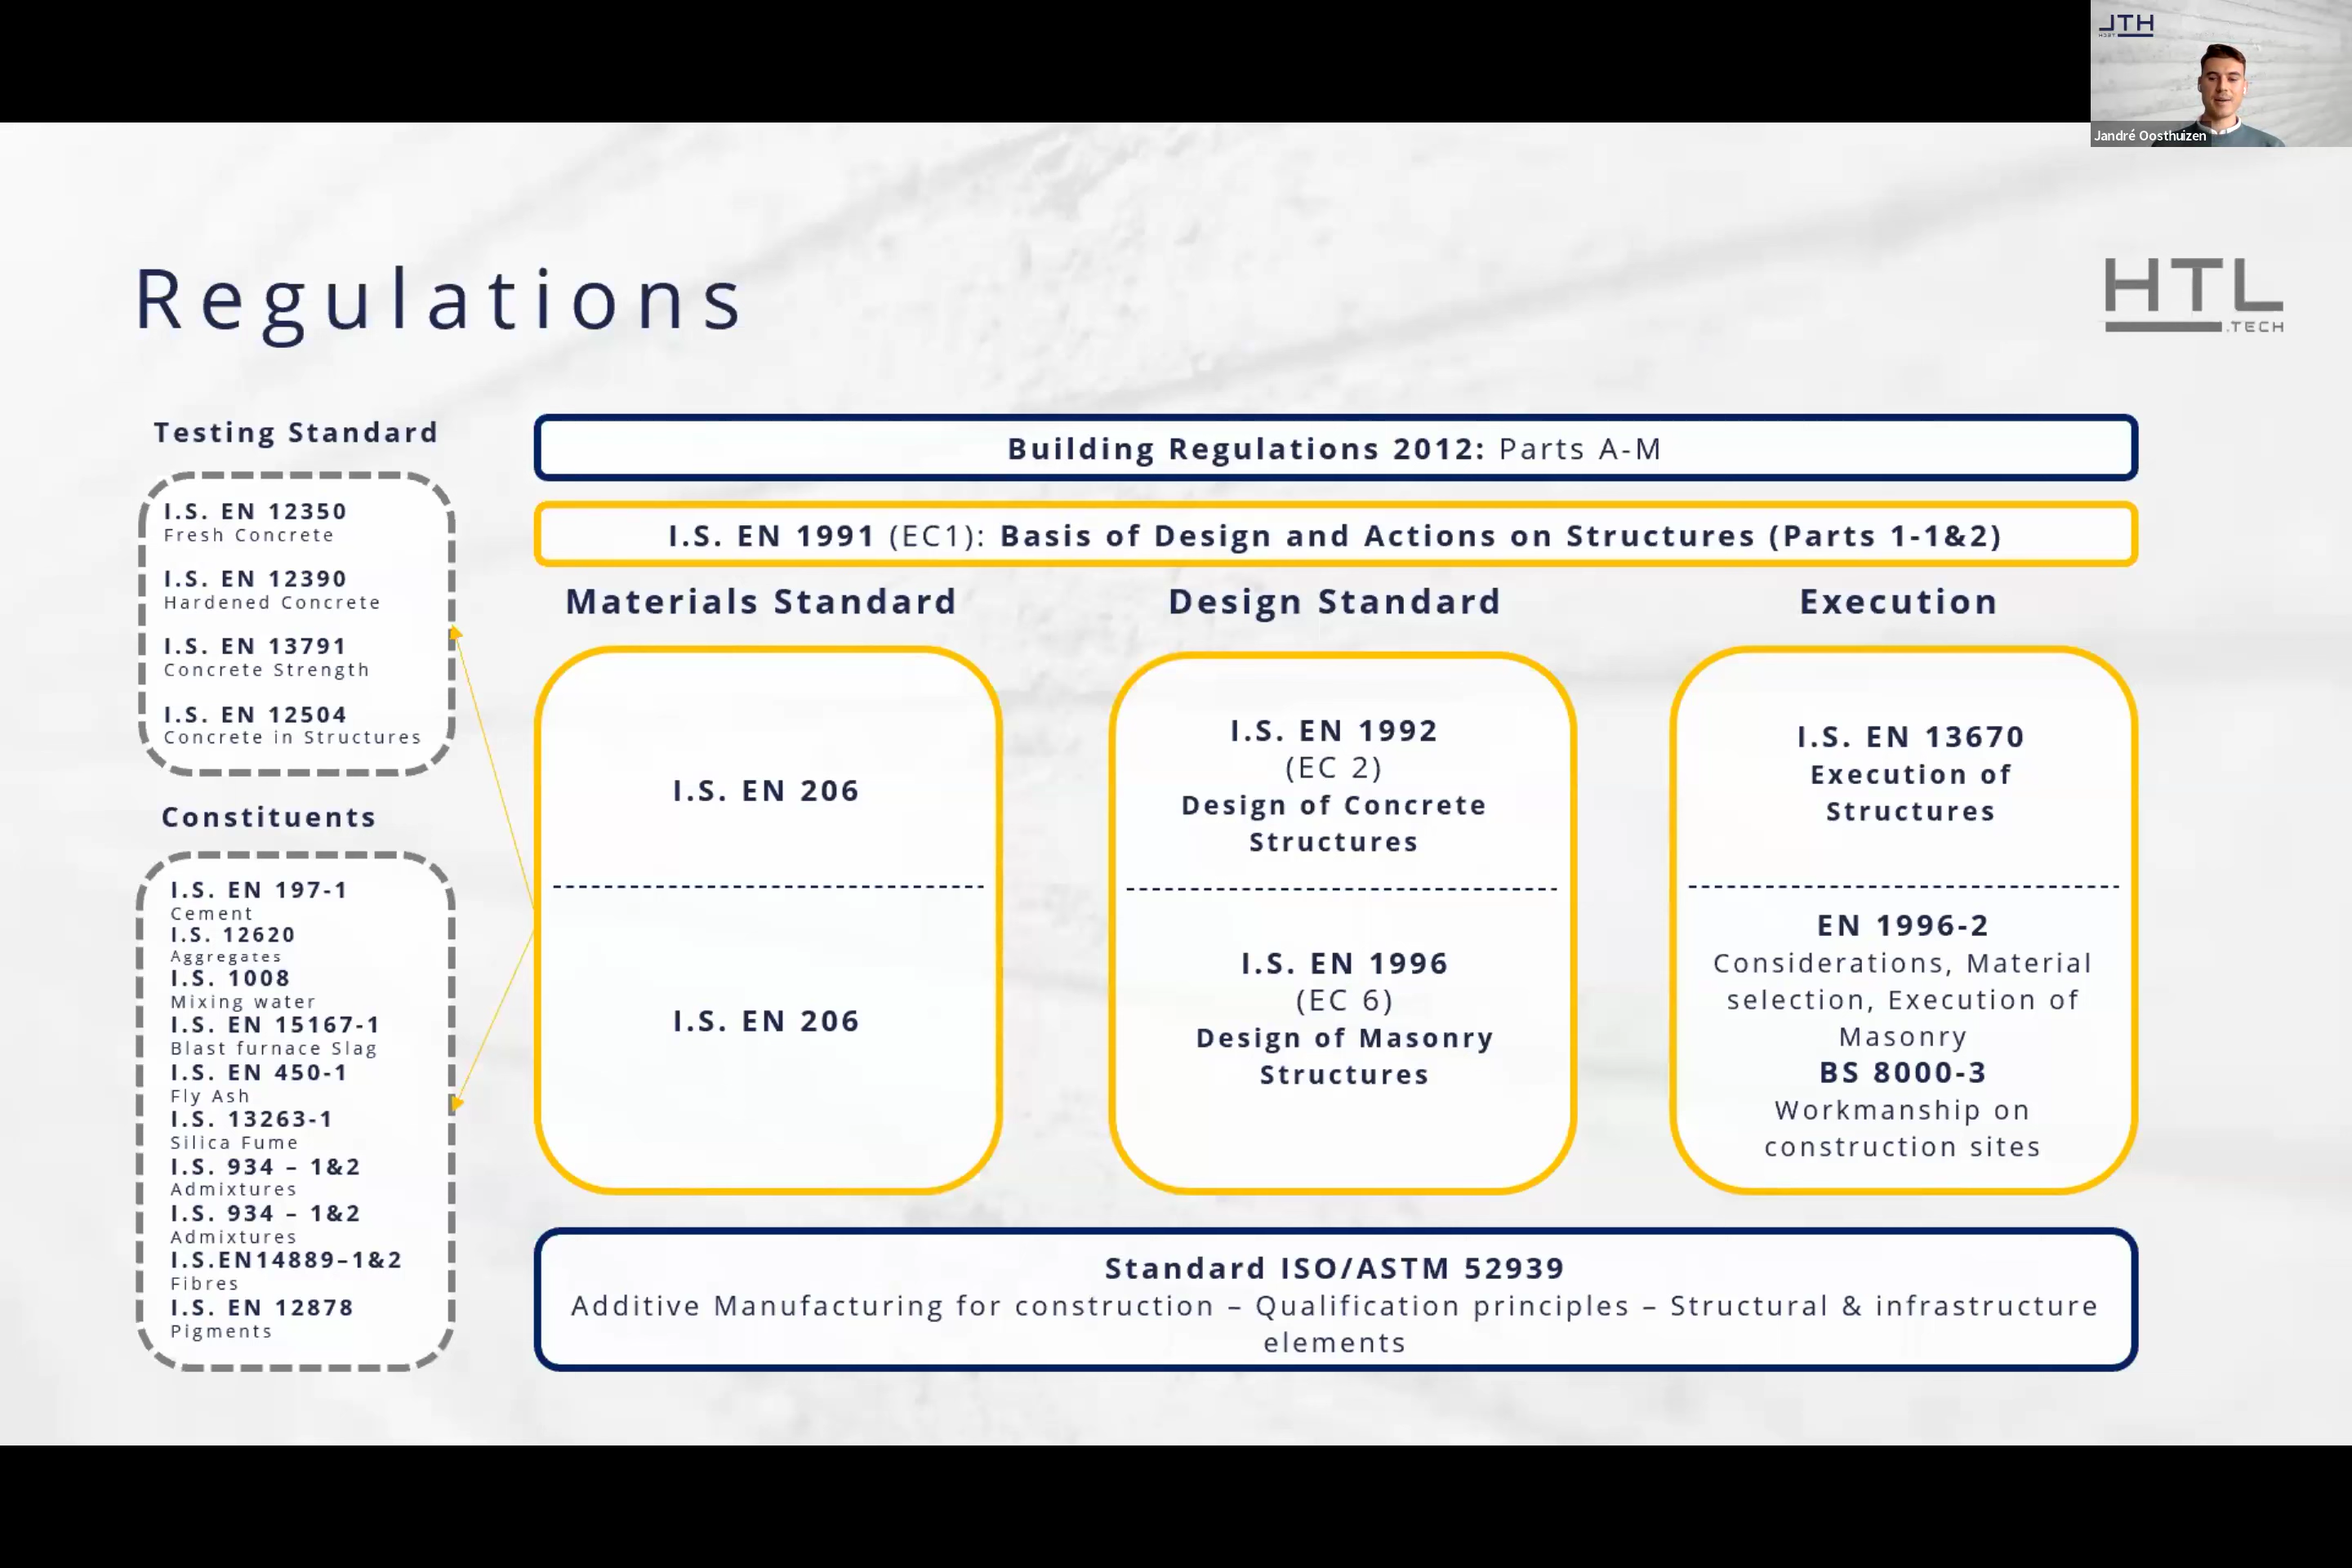 JTH
Jandré Oosthuizen
Regulations
HTL
.TECH
Testing Standard
I.S. EN 12350
Fresh Concrete
I.S. EN 12390
Hardened Concrete
I.S. EN 13791
Concrete Strength
I.S. EN 12504
Concrete in Structures
Constituents
I.S. EN 197-1
Cement
I.S. 12620
Aggregates
I.S. 1008
Mixing water
I.S. EN 15167-1
Blast furnace Slag
I.S. EN 450-1
Fly Ash
I.S. 13263-1
Silica Fume
I.S. 934 – 1&2
Admixtures
I.S. 934 – 1&2
Admixtures
I.S.EN14889–1&2
Fibres
I.S. EN 12878
Pigments
Building Regulations 2012: Parts A-M
I.S. EN 1991 (EC1): Basis of Design and Actions on Structures (Parts 1-1&2)
Materials Standard
I.S. EN 206
I.S. EN 206
Design Standard
I.S. EN 1992
(EC 2)
Design of Concrete
Structures
I.S. EN 1996
(EC 6)
Design of Masonry
Structures
Execution
I.S. EN 13670
Execution of
Structures
EN 1996-2
Considerations, Material
selection, Execution of
Masonry
BS 8000-3
Workmanship on
construction sites
Standard ISO/ASTM 52939
Additive Manufacturing for construction – Qualification principles – Structural & infrastructure
elements